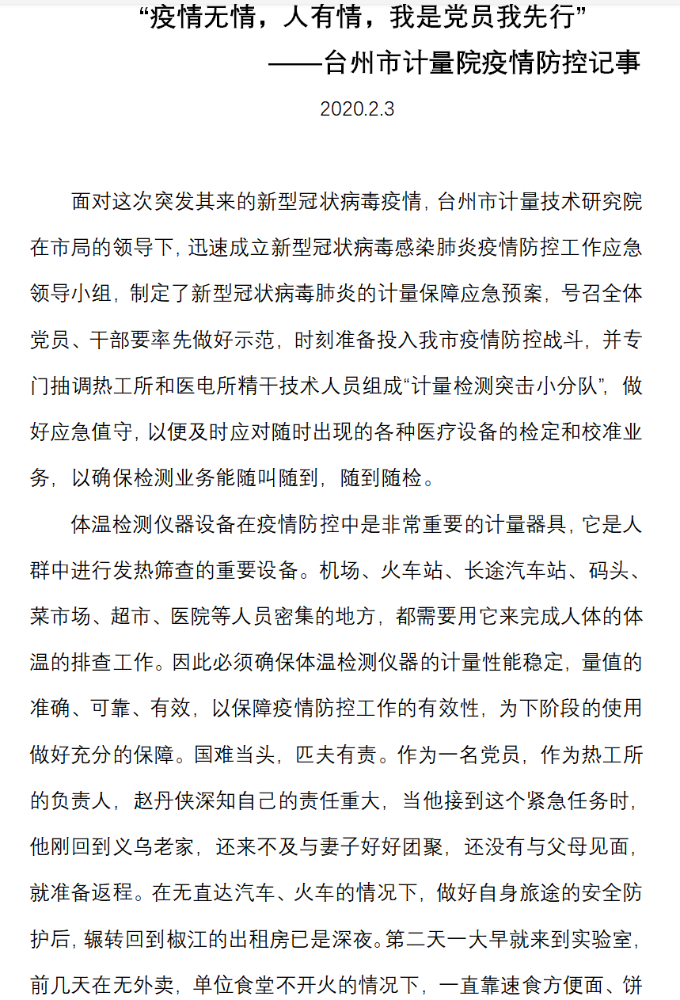 “疫情无情，人有情，我是党员我先行”
——台州市计量院疫情防控记事
2020.2.3
面对这次突发其来的新型冠状病毒疫情，台州市计量技术研究院
在市局的领导下，迅速成立新型冠状病毒感染肺炎疫情防控工作应急
领导小组，制定了新型冠状病毒肺炎的计量保障应急预案，号召全体
党员、干部要率先做好示范，时刻准备投入我市疫情防控战斗，并专
门抽调热工所和医电所精干技术人员组成“计量检测突击小分队”，做
好应急值守，以便及时应对随时出现的各种医疗设备的检定和校准业
务，以确保检测业务能随叫随到，随到随检。
体温检测仪器设备在疫情防控中是非常重要的计量器具，它是人
群中进行发热筛查的重要设备。机场、火车站、长途汽车站、码头、
菜市场、超市、医院等人员密集的地方，都需要用它来完成人体的体
温的排查工作。因此必须确保体温检测仪器的计量性能稳定，量值的
准确、可靠、有效，以保障疫情防控工作的有效性，为下阶段的使用
做好充分的保障。国难当头，匹夫有责。作为一名党员，作为热工所
的负责人，赵丹侠深知自己的责任重大，当他接到这个紧急任务时，
他刚回到义乌老家，还来不及与妻子好好团聚，还没有与父母见面，
就准备返程。在无直达汽车、火车的情况下，做好自身旅途的安全防
护后，辗转回到椒江的出租房已是深夜。第二天一大早就来到实验室，
前几天在无外卖，单位食堂不开火的情况下，一直靠速食方便面、饼